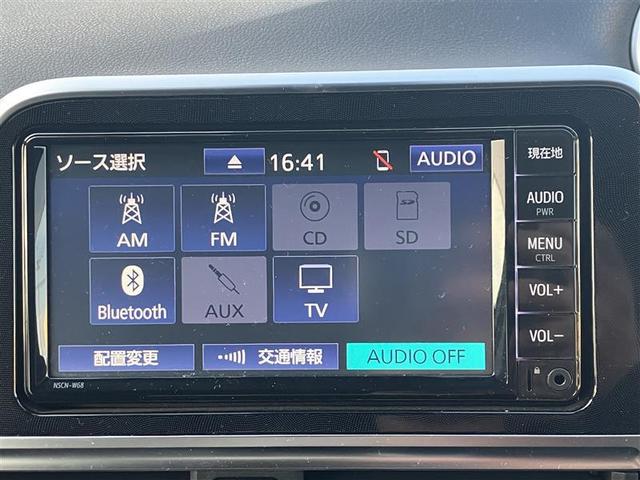 ソース選択 16:41 AUDIO
AM FM CD SD
Bluetooth AUX TV
配置変更 交通情報 AUDIO OFF
NSCN-W68
現在地
AUDIO
PWR
MENU
CTRL
VOL+
VOL-